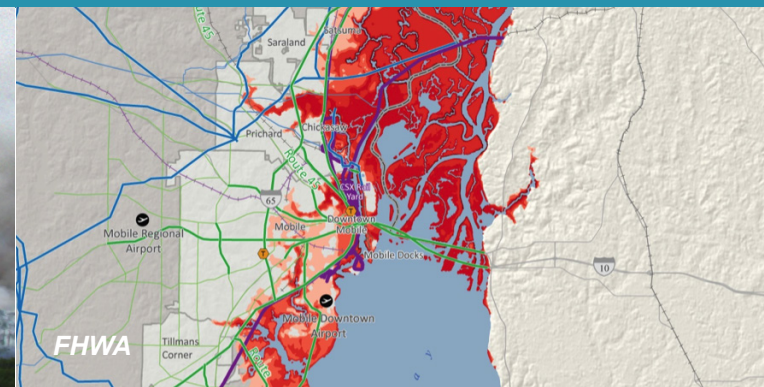 Route 45
Satsuma
Saraland
Chickasaw
Prichard
Route 45
CSX Rail
Yard
65
Downtown
Mobile
Mobile
Mobile Regional
Airport
Mobile Docks
10
Mobile Downtown
Airport
FHWA
Tillmans
Corner
Route